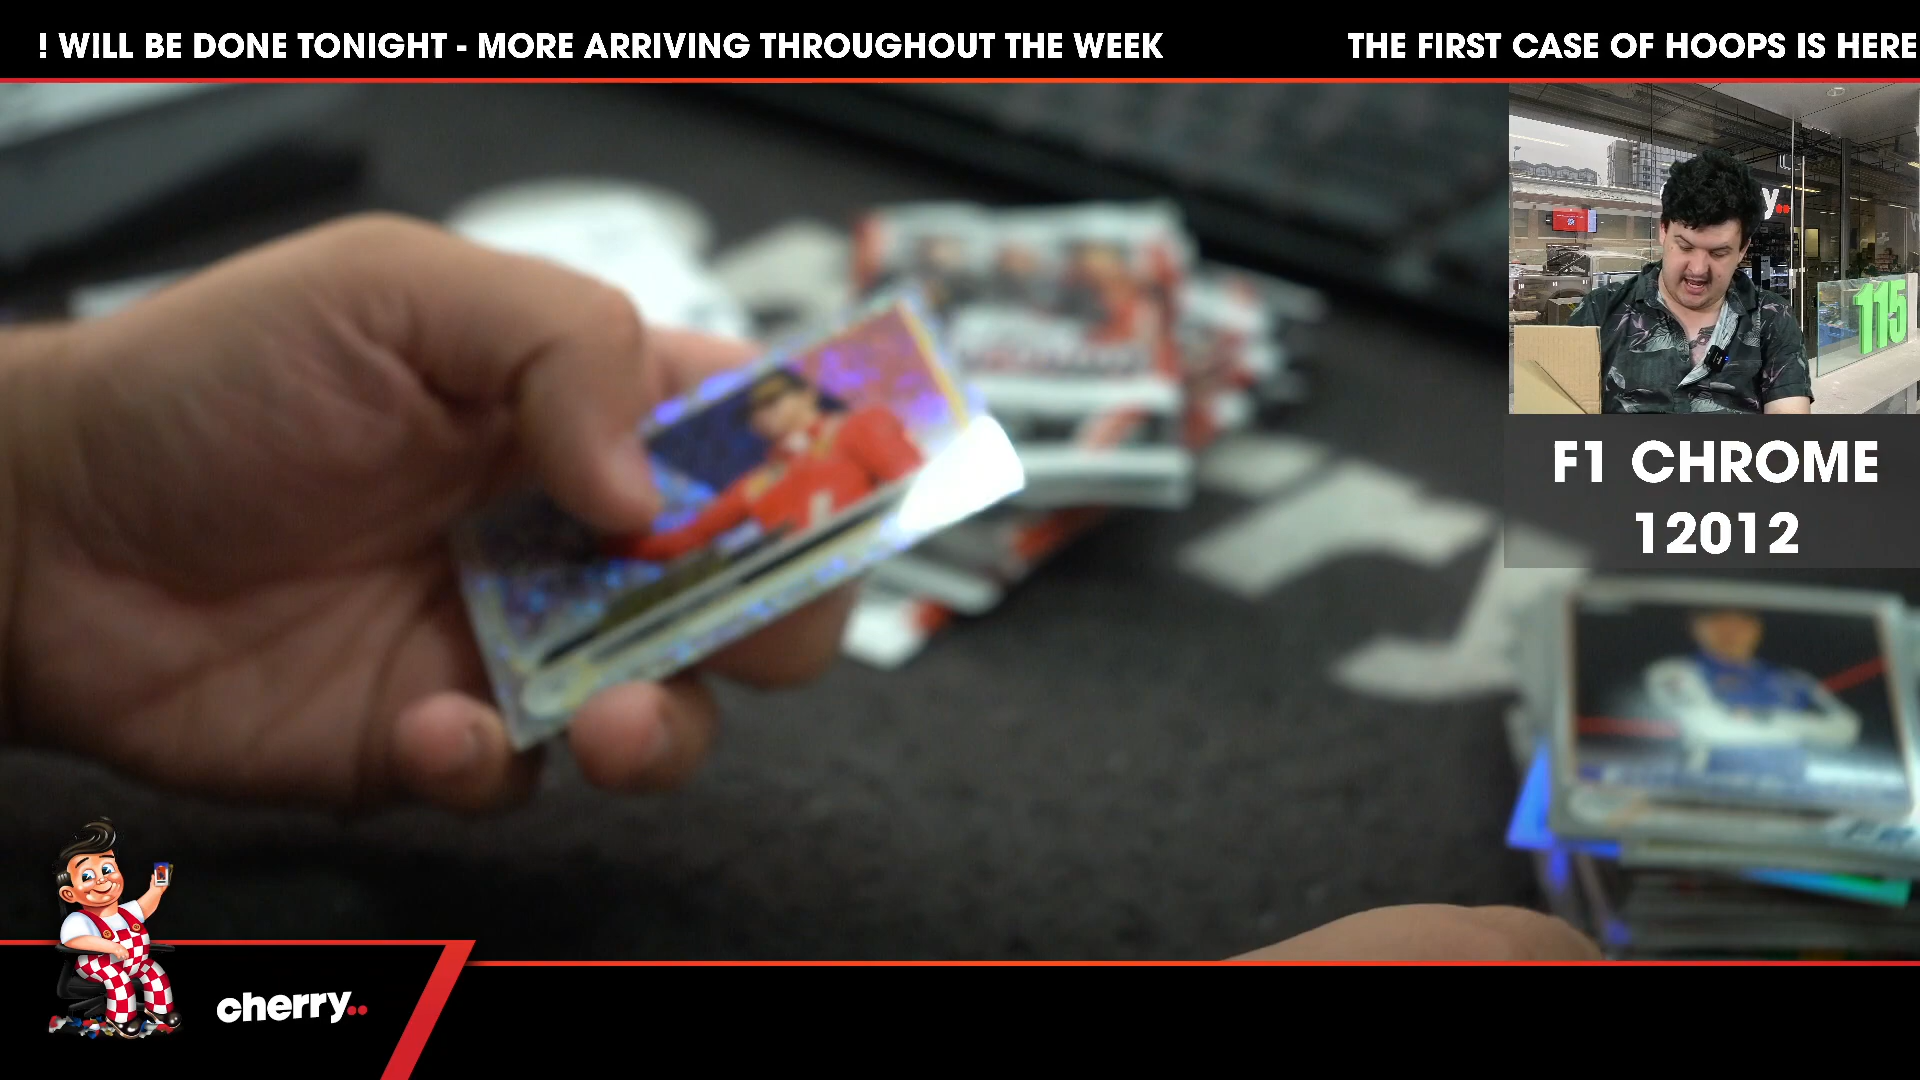 ! WILL BE DONE TONIGHT - MORE ARRIVING THROUGHOUT THE WEEK
THE FIRST CASE OF HOOPS IS HERE
115
F1 CHROME
12012
cherry..